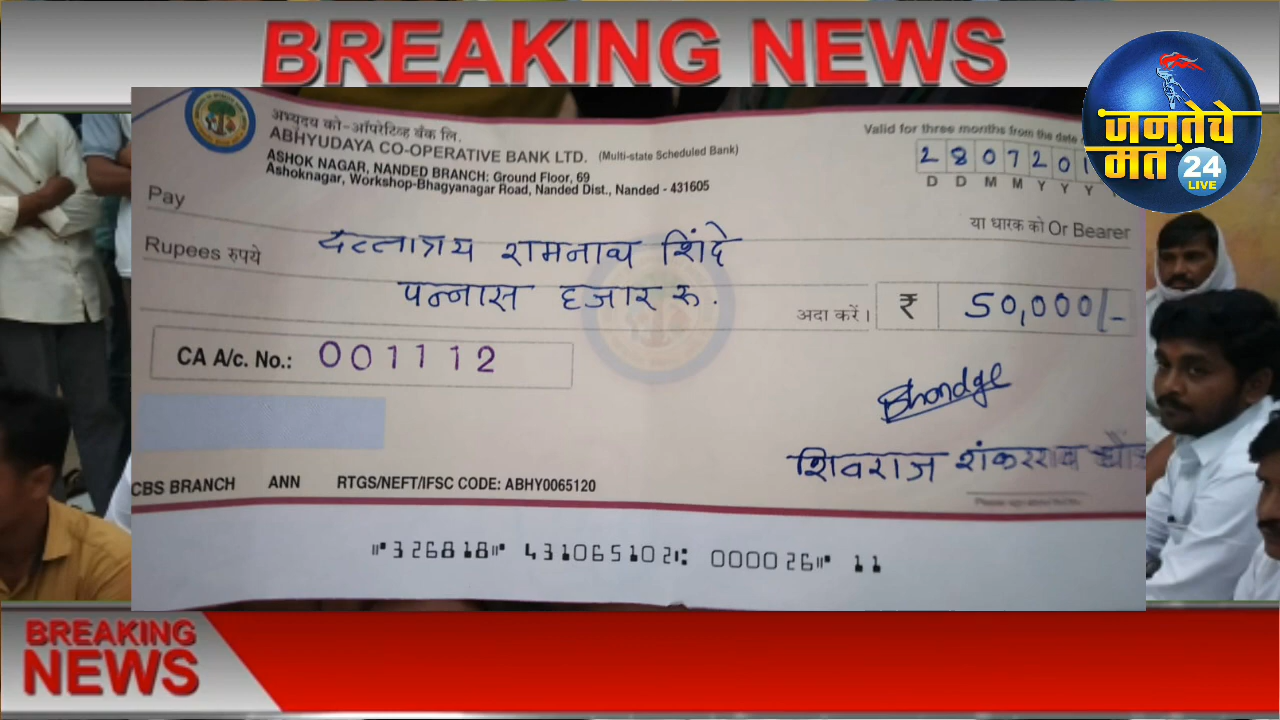 BREAKING NEWS
जनतेचे
मत 24
LIVE
अभ्युदय को-ऑपरेटिव्ह बँक लि.
ABHYUDAYA CO-OPERATIVE BANK LTD. (Multi-state Scheduled Bank)
ASHOK NAGAR, NANDED BRANCH: Ground Floor, 69
Ashoknagar, Workshop-Bhagyanagar Road, Nanded Dist., Nanded - 431605
Valid for three months from the date
2 8 0 7 2 0 1
D D M M Y Y Y
Pay
या धारक को Or Bearer
Rupees रुपये
दत्तात्रय रामनाथ शिंदे
पन्नास हजार रु.
अदा करें। ₹ 50,000/-
CA A/c. No.: 001112
Bhondge
शिवराज शंकरराव
CBS BRANCH ANN RTGS/NEFT/IFSC CODE: ABHY0065120
⑈326818⑈ 431065102⑆ 000026⑈ 11
BREAKING
NEWS